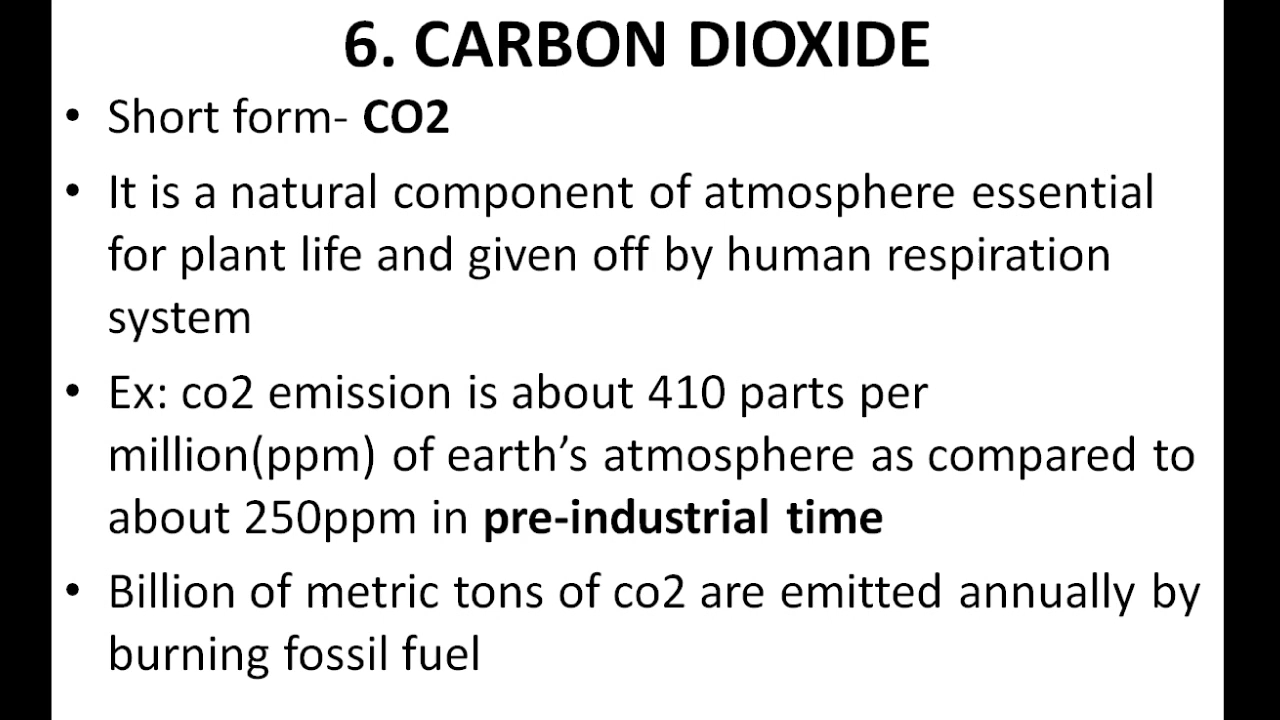 6. CARBON DIOXIDE
• Short form- CO2
• It is a natural component of atmosphere essential
for plant life and given off by human respiration
system
• Ex: co2 emission is about 410 parts per
million(ppm) of earth’s atmosphere as compared to
about 250ppm in pre-industrial time
• Billion of metric tons of co2 are emitted annually by
burning fossil fuel